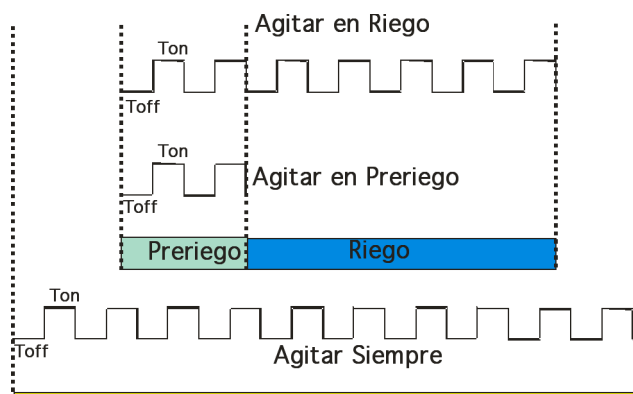 Agitar en Riego
Ton
Toff
Ton
Agitar en Preriego
Toff
Preriego
Riego
Ton
Toff
Agitar Siempre